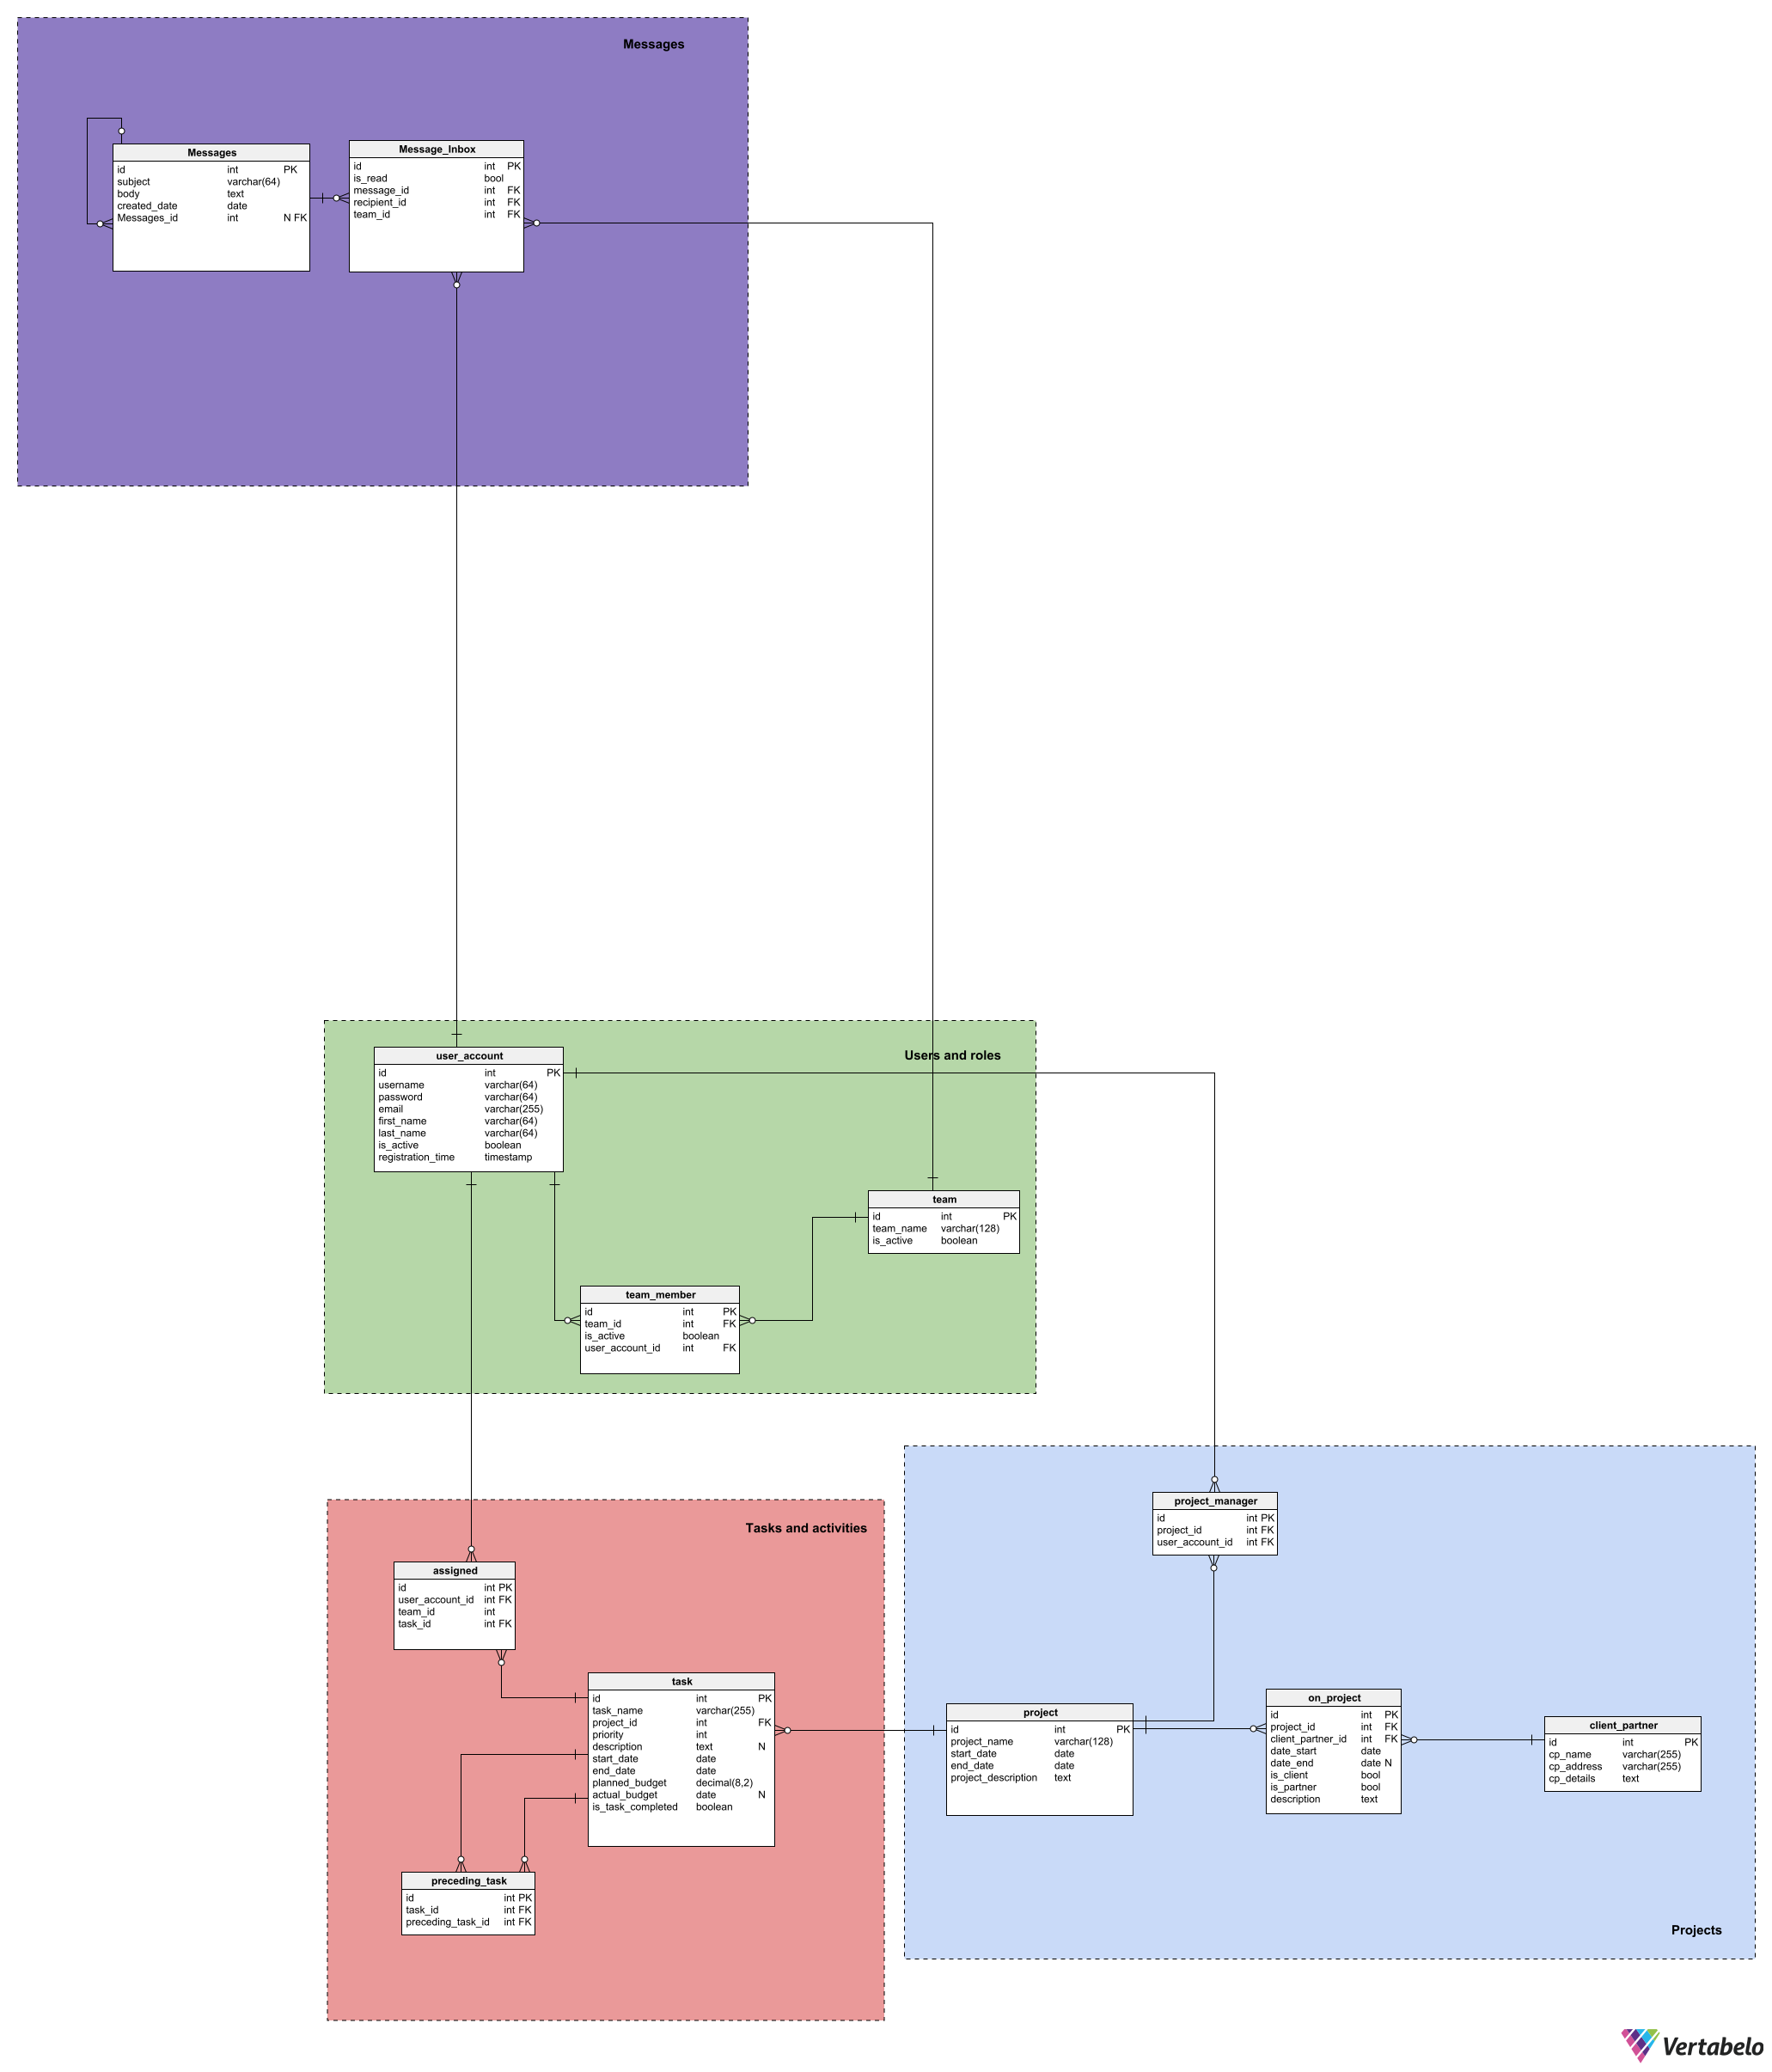 Messages
Messages
id int PK
subject varchar(64)
body text
created_date date
Messages_id int N FK
Message_Inbox
id int PK
is_read bool
message_id int FK
recipient_id int FK
team_id int FK
Users and roles
user_account
id int PK
username varchar(64)
password varchar(64)
email varchar(255)
first_name varchar(64)
last_name varchar(64)
is_active boolean
registration_time timestamp
team
id int PK
team_name varchar(128)
is_active boolean
team_member
id int PK
team_id int FK
is_active boolean
user_account_id int FK
Tasks and activities
assigned
id int PK
user_account_id int FK
team_id int
task_id int FK
task
id int PK
task_name varchar(255)
project_id int FK
priority int
description text N
start_date date
end_date date
planned_budget decimal(8,2)
actual_budget date N
is_task_completed boolean
preceding_task
id int PK
task_id int FK
preceding_task_id int FK
project_manager
id int PK
project_id int FK
user_account_id int FK
project
id int PK
project_name varchar(128)
start_date date
end_date date
project_description text
on_project
id int PK
project_id int FK
client_partner_id int FK
date_start date
date_end date N
is_client bool
is_partner bool
description text
client_partner
id int PK
cp_name varchar(255)
cp_address varchar(255)
cp_details text
Projects
Vertabelo